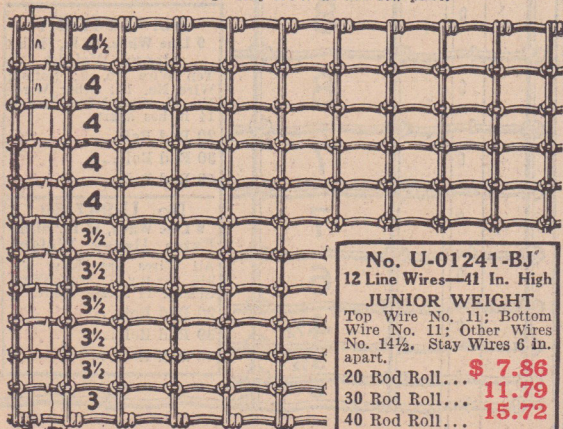 4½
4
4
4
4
3½
3½
3½
3½
3½
3
No. U-01241-BJ
12 Line Wires—41 In. High
JUNIOR WEIGHT
Top Wire No. 11; Bottom
Wire No. 11; Other Wires
No. 14½. Stay Wires 6 in.
apart.
20 Rod Roll... $ 7.86
30 Rod Roll... 11.79
40 Rod Roll... 15.72